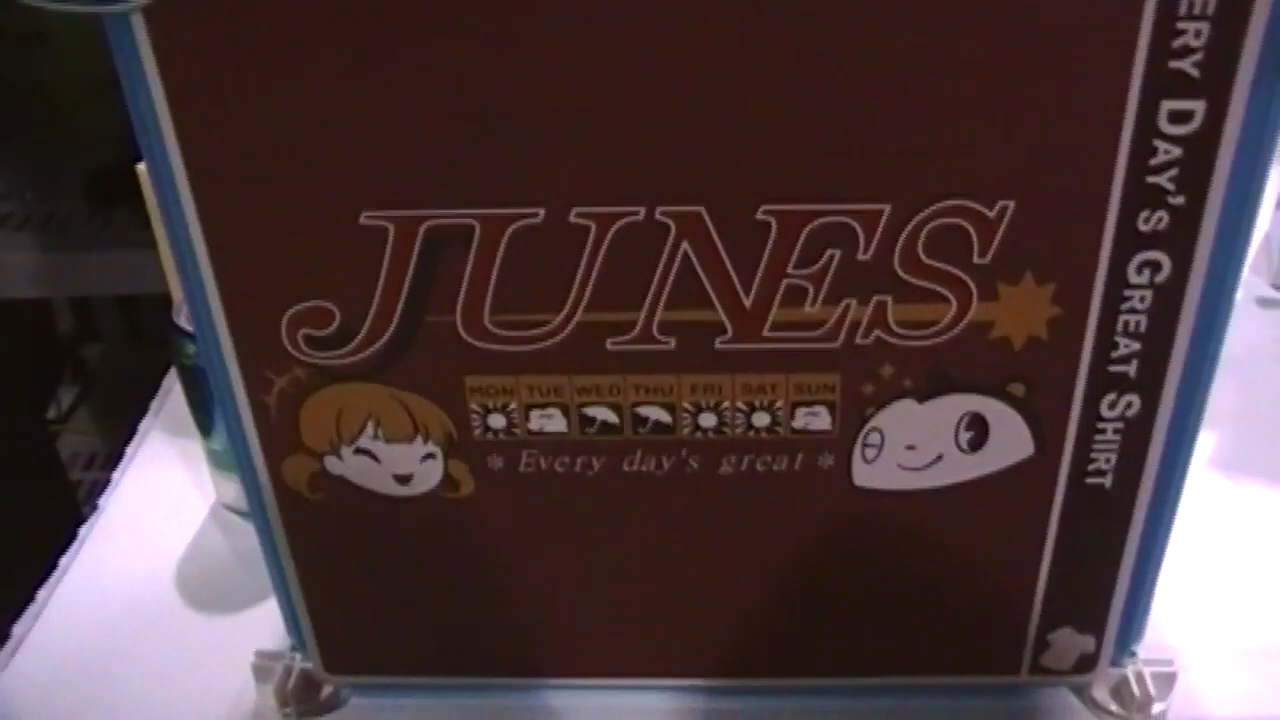 JUNES
MON TUE WED THU FRI SAT SUN
* Every day's great *
ERY DAY'S GREAT SHIRT